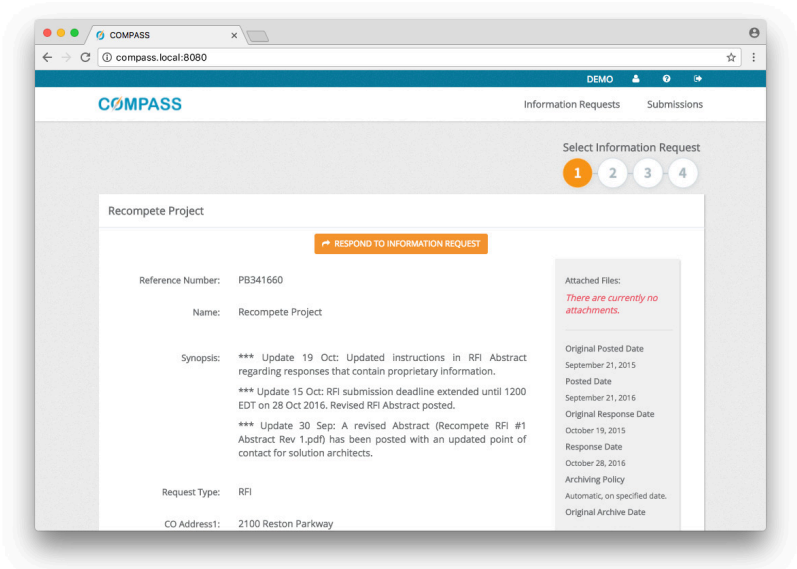 COMPASS
compass.local:8080
DEMO
COMPASS
Information Requests
Submissions
Select Information Request
1 2 3 4
Recompete Project
RESPOND TO INFORMATION REQUEST
Reference Number: PB341660
Name: Recompete Project
Synopsis: *** Update 19 Oct: Updated instructions in RFI Abstract
regarding responses that contain proprietary information.
*** Update 15 Oct: RFI submission deadline extended until 1200
EDT on 28 Oct 2016. Revised RFI Abstract posted.
*** Update 30 Sep: A revised Abstract (Recompete RFI #1
Abstract Rev 1.pdf) has been posted with an updated point of
contact for solution architects.
Request Type: RFI
CO Address1: 2100 Reston Parkway
Attached Files:
There are currently no
attachments.
Original Posted Date
September 21, 2015
Posted Date
September 21, 2016
Original Response Date
October 19, 2015
Response Date
October 28, 2016
Archiving Policy
Automatic, on specified date.
Original Archive Date